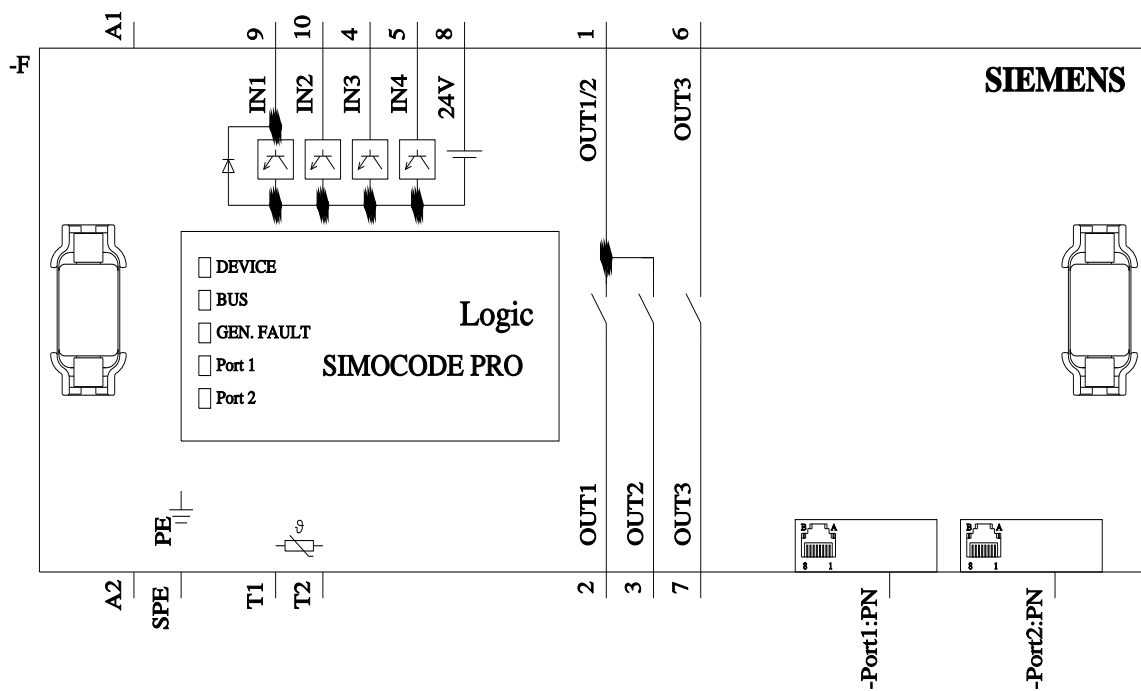 A1
9
10
4
5
8
1
6
-F
IN1
IN2
IN3
IN4
24V
OUT1/2
OUT3
SIEMENS
DEVICE
BUS
GEN. FAULT
Port 1
Port 2
Logic
SIMOCODE PRO
PE
ϑ
OUT1
OUT2
OUT3
B A
8 1
B A
8 1
A2
SPE
T1
T2
2
3
7
-Port1:PN
-Port2:PN